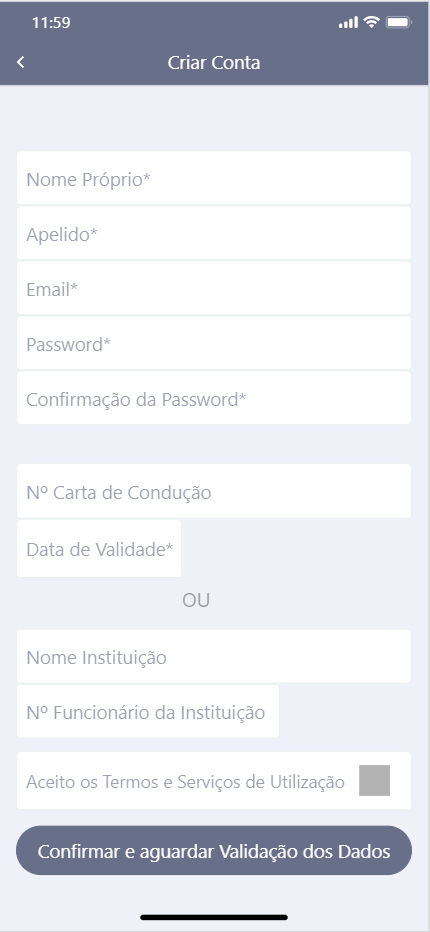 11:59
Criar Conta
Nome Próprio*
Apelido*
Email*
Password*
Confirmação da Password*
Nº Carta de Condução
Data de Validade*
OU
Nome Instituição
Nº Funcionário da Instituição
Aceito os Termos e Serviços de Utilização
Confirmar e aguardar Validação dos Dados